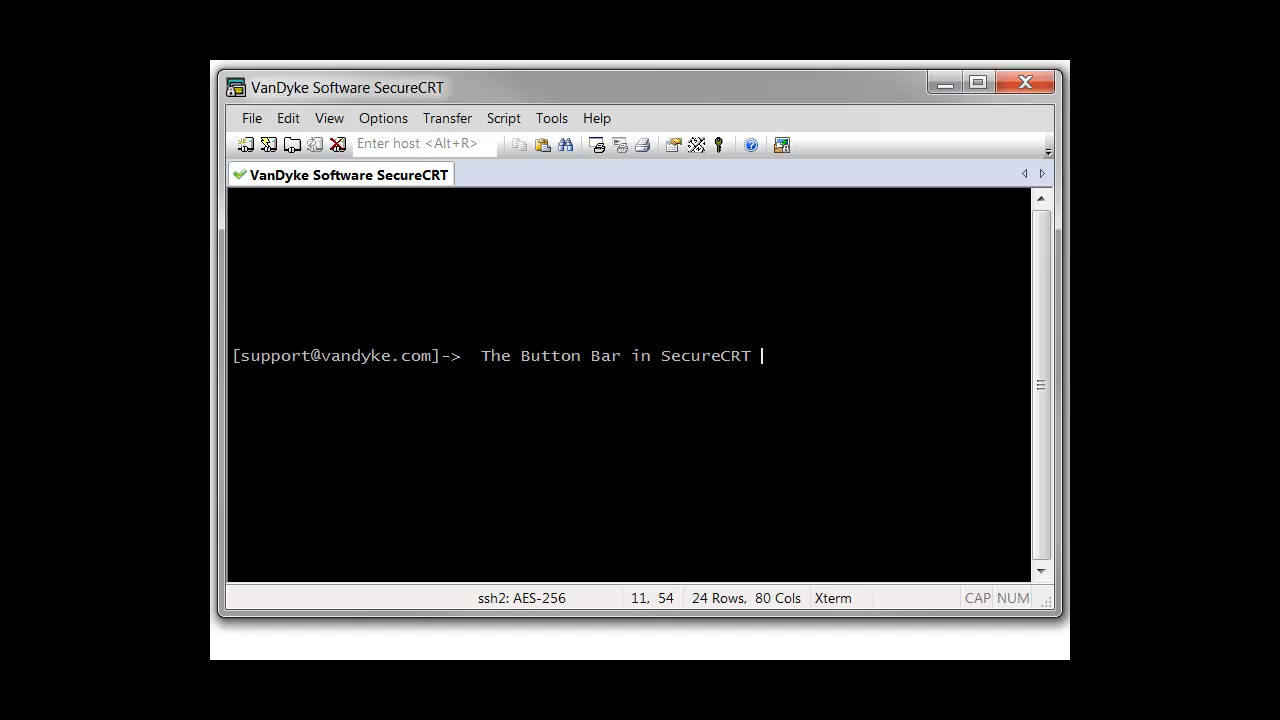 VanDyke Software SecureCRT
File Edit View Options Transfer Script Tools Help
Enter host <Alt+R>
VanDyke Software SecureCRT
[support@vandyke.com]-> The Button Bar in SecureCRT
ssh2: AES-256 11, 54 24 Rows, 80 Cols Xterm CAP NUM